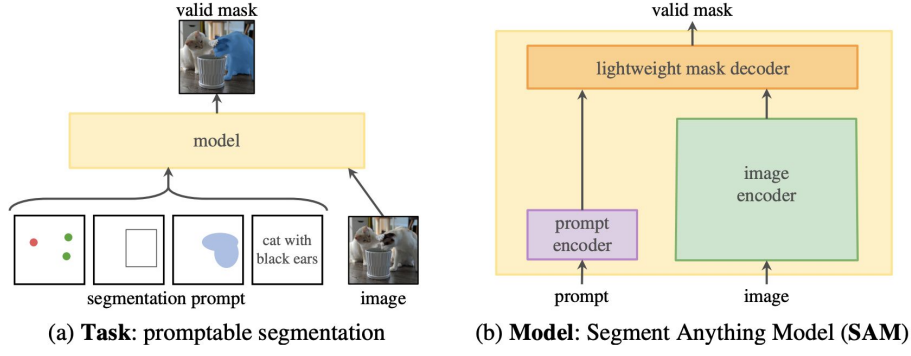 valid mask
model
cat with
black ears
segmentation prompt
image
(a) Task: promptable segmentation
valid mask
lightweight mask decoder
image
encoder
prompt
encoder
prompt
image
(b) Model: Segment Anything Model (SAM)